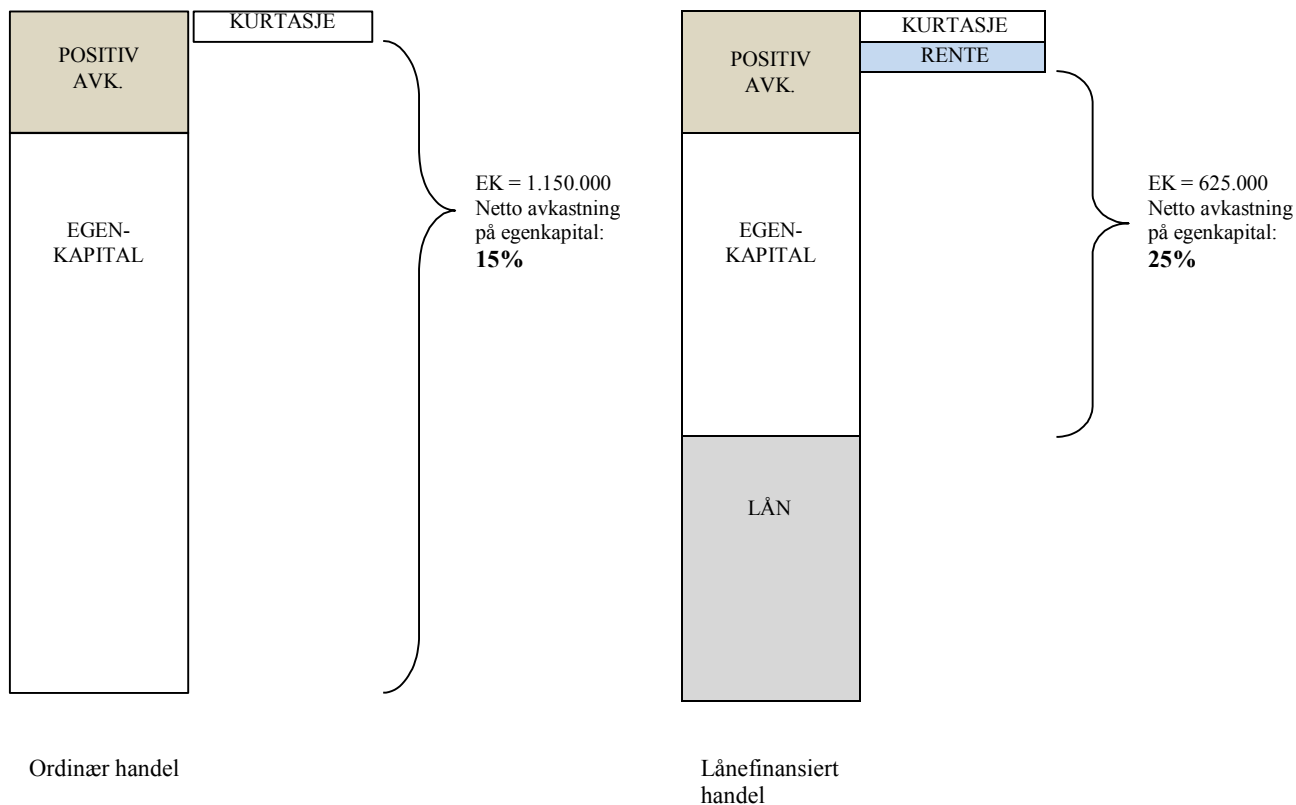 KURTASJE
POSITIV
AVK.
EGEN-
KAPITAL
EK = 1.150.000
Netto avkastning
på egenkapital:
15%
Ordinær handel
KURTASJE
RENTE
POSITIV
AVK.
EGEN-
KAPITAL
LÅN
EK = 625.000
Netto avkastning
på egenkapital:
25%
Lånefinansiert
handel